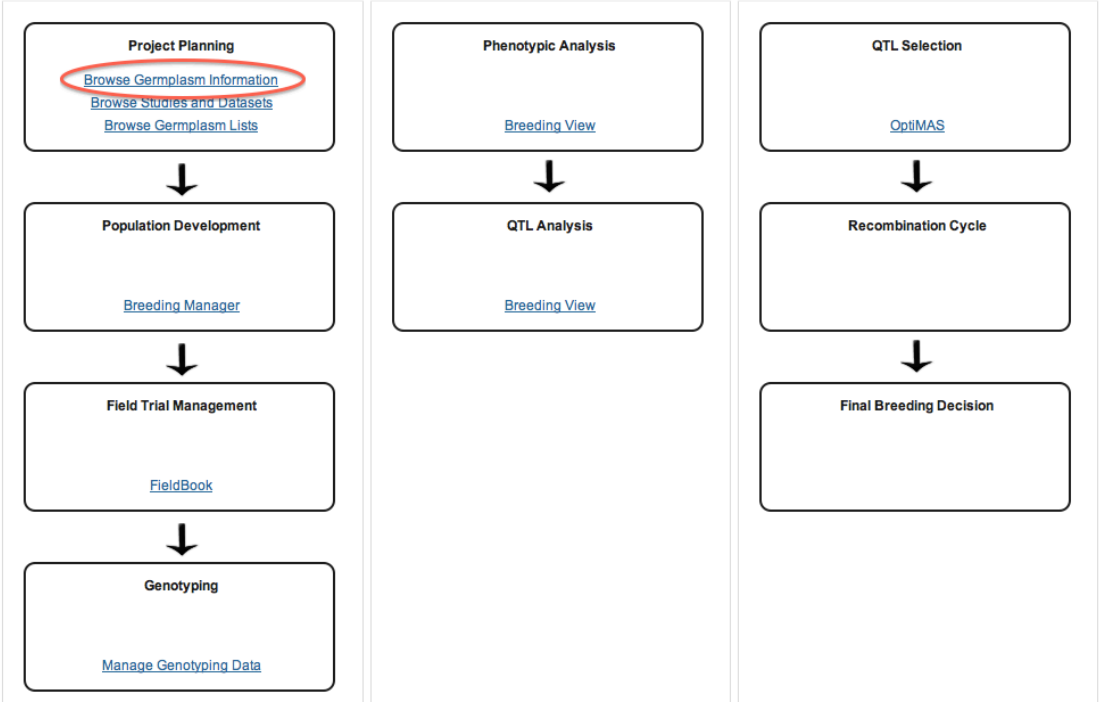 Project Planning
Browse Germplasm Information
Browse Studies and Datasets
Browse Germplasm Lists
Population Development
Breeding Manager
Field Trial Management
FieldBook
Genotyping
Manage Genotyping Data
Phenotypic Analysis
Breeding View
QTL Analysis
Breeding View
QTL Selection
OptiMAS
Recombination Cycle
Final Breeding Decision